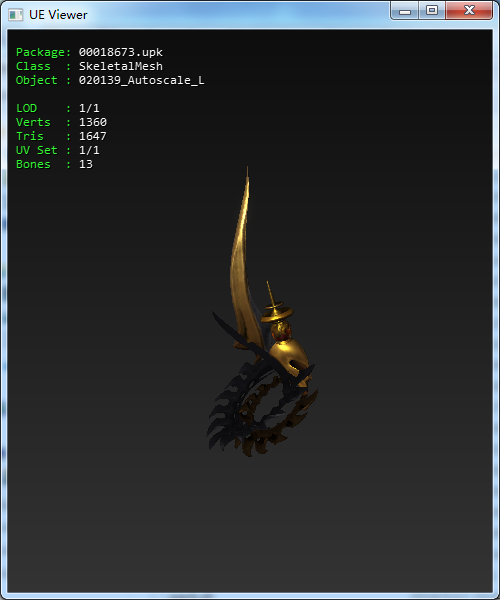 UE Viewer
Package: 00018673.upk
Class  : SkeletalMesh
Object : 020139_Autoscale_L
LOD    : 1/1
Verts  : 1360
Tris   : 1647
UV Set : 1/1
Bones  : 13